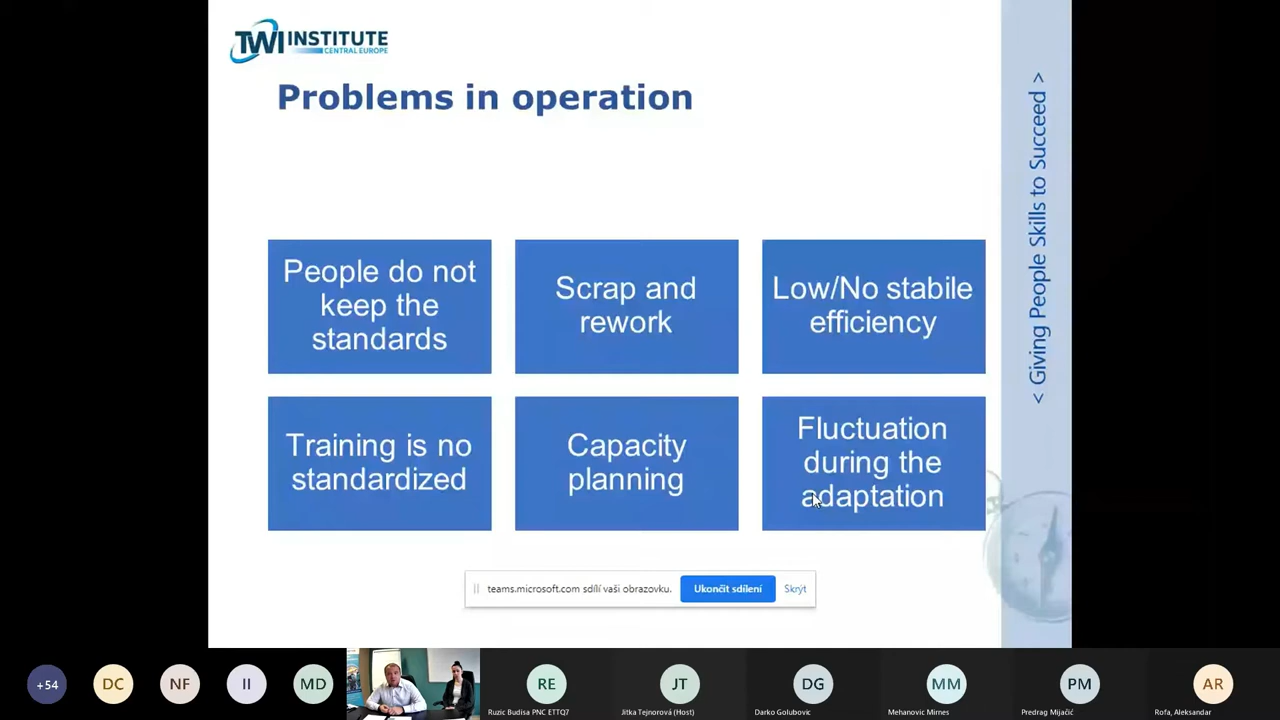 TWI INSTITUTE
CENTRAL EUROPE
Problems in operation
< Giving People Skills to Succeed >
People do not
keep the
standards
Scrap and
rework
Low/No stabile
efficiency
Training is no
standardized
Capacity
planning
Fluctuation
during the
adaptation
teams.microsoft.com sdílí vaši obrazovku.
Ukončit sdílení
Skrýt
+54
DC
NF
II
MD
RE
JT
DG
MM
PM
AR
Ruzic Budisa PNC ETTQ7
Jitka Tejnorová (Host)
Darko Golubovic
Mehanovic Mirnes
Predrag Mijačić
Rofa, Aleksandar